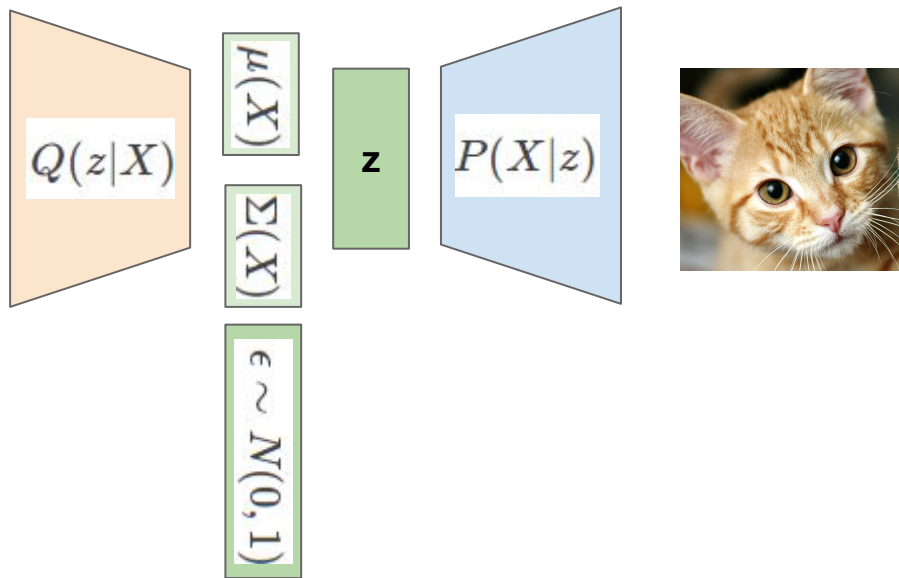 Q(z|X)
μ(X)
Σ(X)
ϵ ~ N(0, 1)
z
P(X|z)